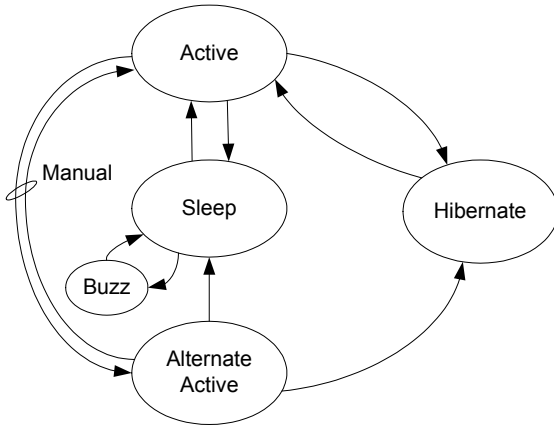 Active
Manual
Sleep
Hibernate
Buzz
Alternate
Active